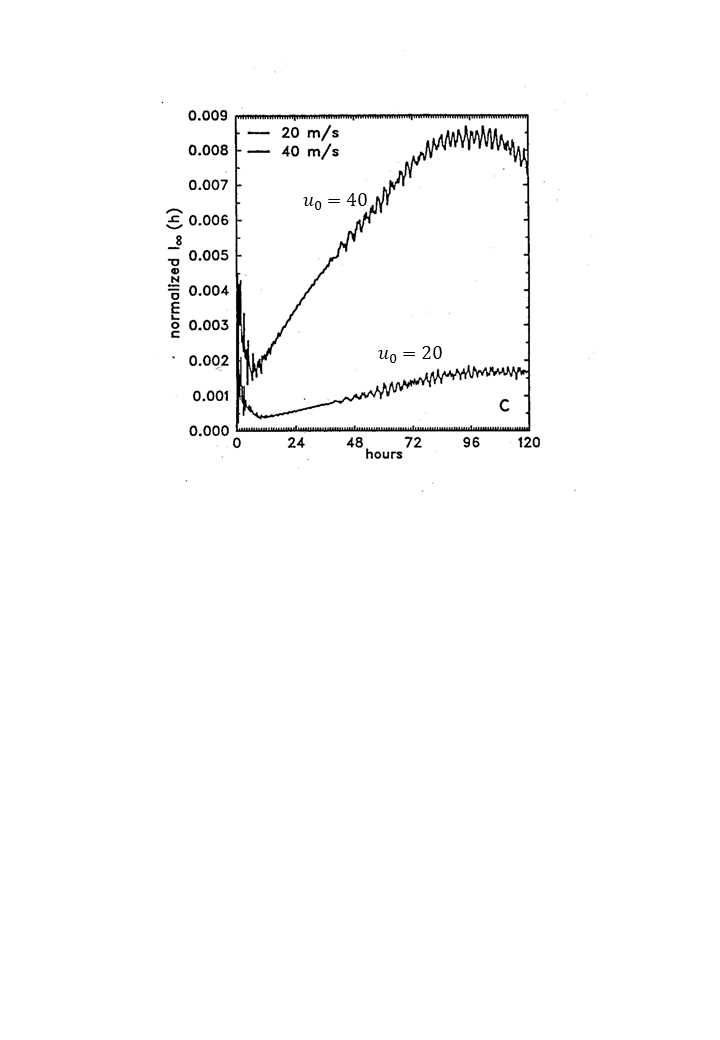 0.009
20 m/s
40 m/s
0.008
0.007
u₀ = 40
0.006
0.005
0.004
0.003
0.002
u₀ = 20
0.001
C
0.000
normalized l∞ (h)
0 24 48 72 96 120
hours